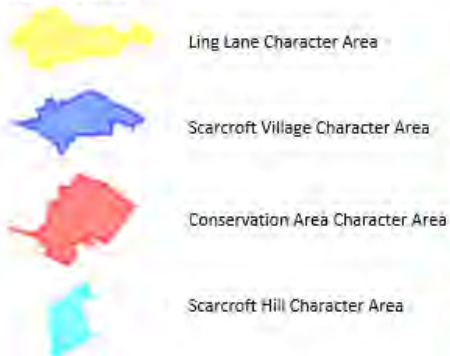 Ling Lane Character Area
Scarcroft Village Character Area
Conservation Area Character Area
Scarcroft Hill Character Area